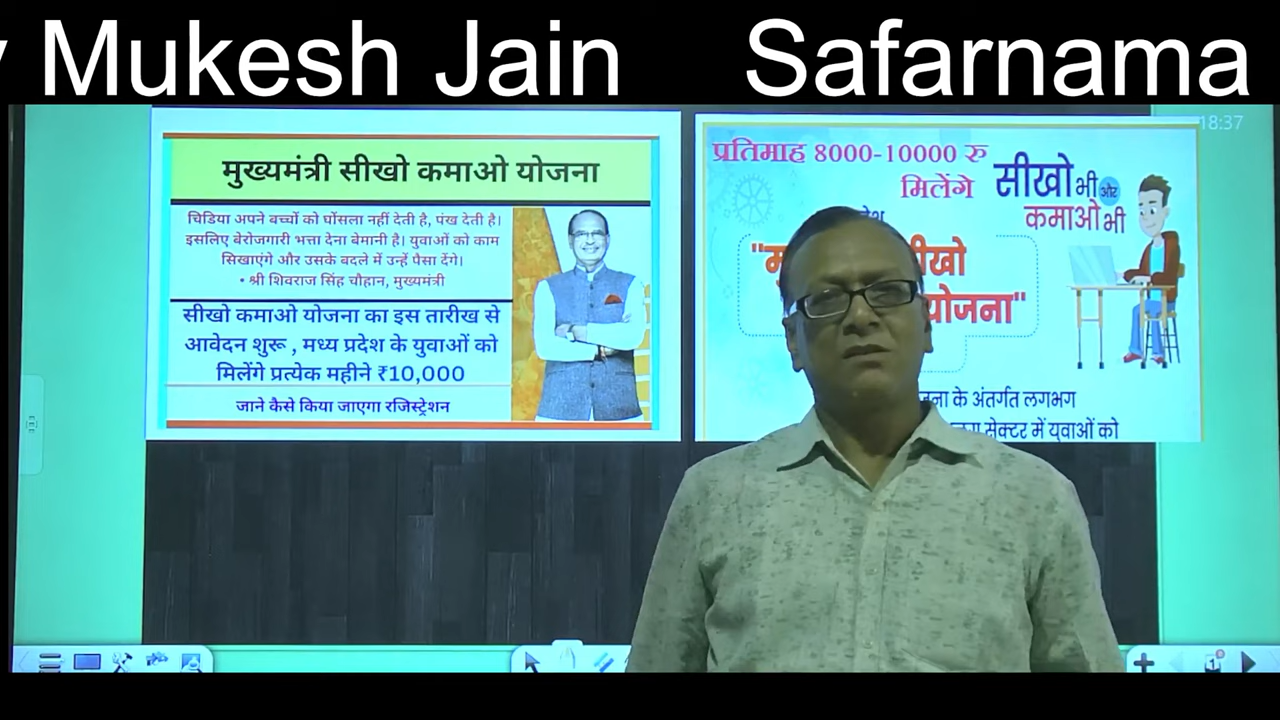 Mukesh Jain Safarnama
18:37
मुख्यमंत्री सीखो कमाओ योजना
चिडिया अपने बच्चों को घोंसला नहीं देती है, पंख देती है।
इसलिए बेरोजगारी भत्ता देना बेमानी है। युवाओं को काम
सिखाएंगे और उसके बदले में उन्हें पैसा देंगे।
• श्री शिवराज सिंह चौहान, मुख्यमंत्री
सीखो कमाओ योजना का इस तारीख से
आवेदन शुरू , मध्य प्रदेश के युवाओं को
मिलेंगे प्रत्येक महीने ₹10,000
जाने कैसे किया जाएगा रजिस्ट्रेशन
प्रतिमाह 8000-10000 रु
मिलेंगे
सीखो भी और
कमाओ भी
योजना"
के अंतर्गत लगभग
सेक्टर में युवाओं को
1